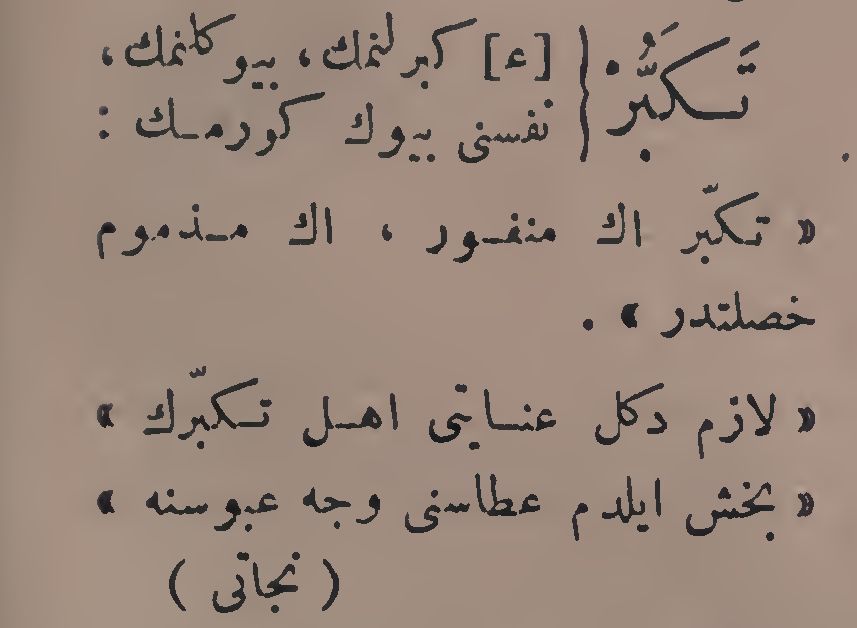 تَكَبُّرْ } [ع] كبرلنمك، بيوكلنمك،
نفسنى بيوك كورمك :
« تكبّر اك منفور ، اك مذموم
خصلتدر » .
« لازم دكل عنايتى اهل تكبّرك »
« بخش ايلدم عطاسنى وجه عبوسنه »
( نجاتى )